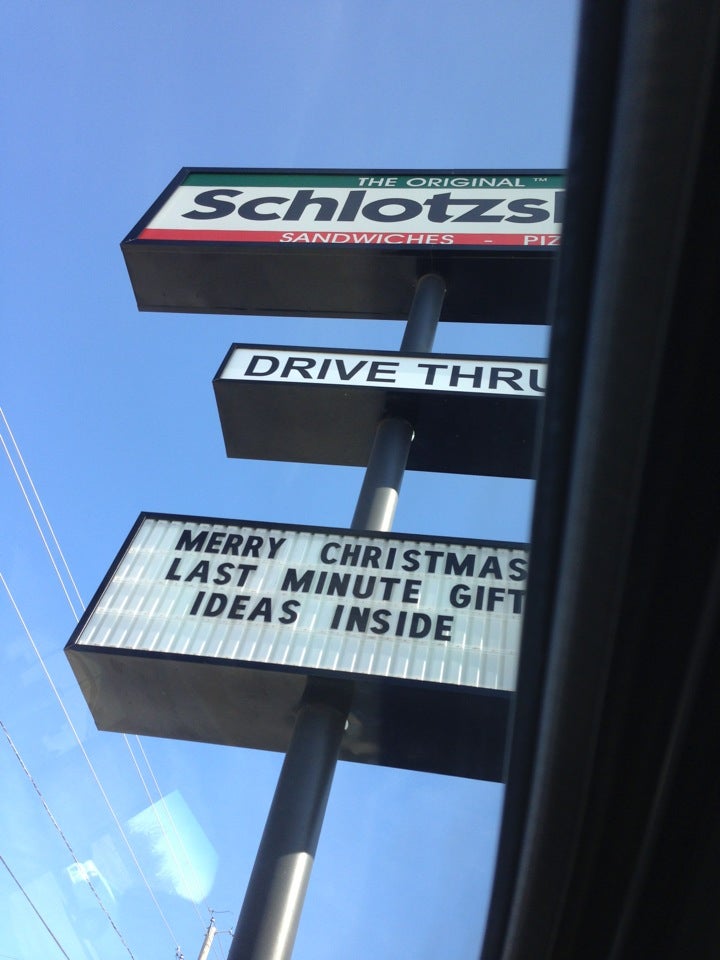 THE ORIGINAL ™
Schlotzs
SANDWICHES - PIZ
DRIVE THRU
MERRY CHRISTMAS
LAST MINUTE GIFT
IDEAS INSIDE